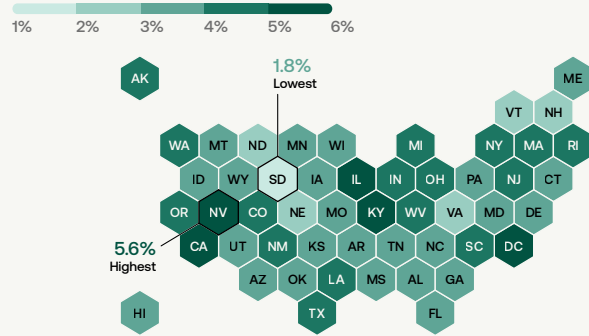 1% 2% 3% 4% 5% 6%
1.8%
Lowest
AK ME
VT NH
WA MT ND MN WI MI NY MA RI
ID WY SD IA IL IN OH PA NJ CT
OR NV CO NE MO KY WV VA MD DE
5.6%
Highest
CA UT NM KS AR TN NC SC DC
AZ OK LA MS AL GA
HI TX FL